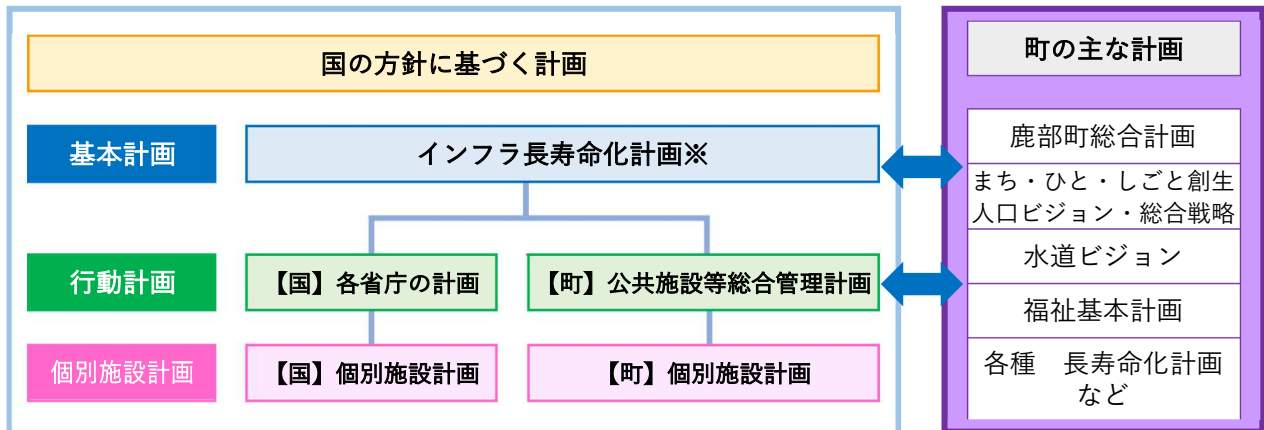 国の方針に基づく計画
基本計画
インフラ長寿命化計画※
行動計画
【国】各省庁の計画
【町】公共施設等総合管理計画
個別施設計画
【国】個別施設計画
【町】個別施設計画
町の主な計画
鹿部町総合計画
まち・ひと・しごと創生
人口ビジョン・総合戦略
水道ビジョン
福祉基本計画
各種　長寿命化計画
など